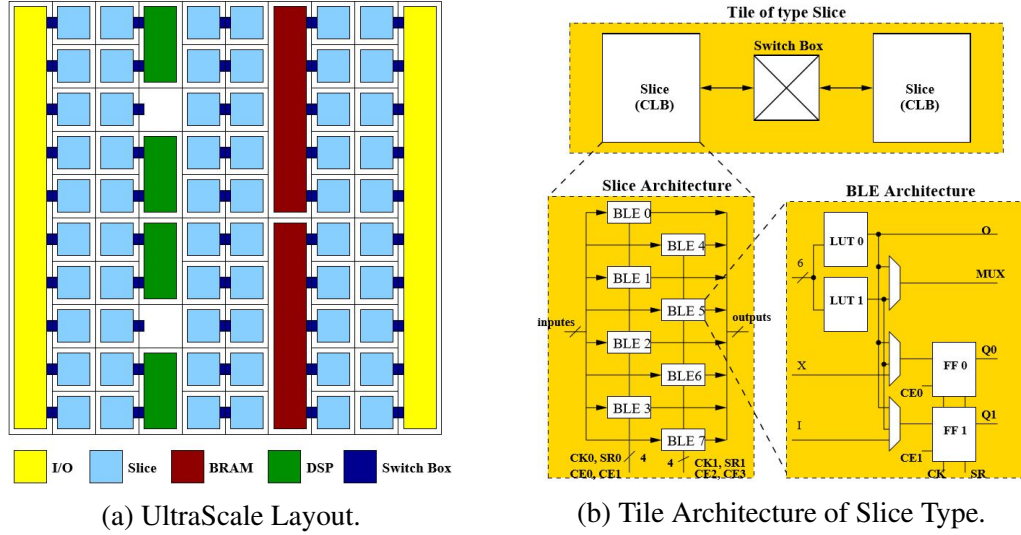 I/O
Slice
BRAM
DSP
Switch Box
(a) UltraScale Layout.
Tile of type Slice
Switch Box
Slice
(CLB)
Slice
(CLB)
Slice Architecture
BLE 0
BLE 4
BLE 1
BLE 5
inputes
outputs
BLE 2
BLE6
BLE 3
BLE 7
CK0, SR0
CE0, CE1
4
4
CK1, SR1
CE2, CE3
BLE Architecture
LUT 0
O
6
MUX
LUT 1
X
FF 0
Q0
CE0
I
FF 1
Q1
CE1
CK
SR
(b) Tile Architecture of Slice Type.